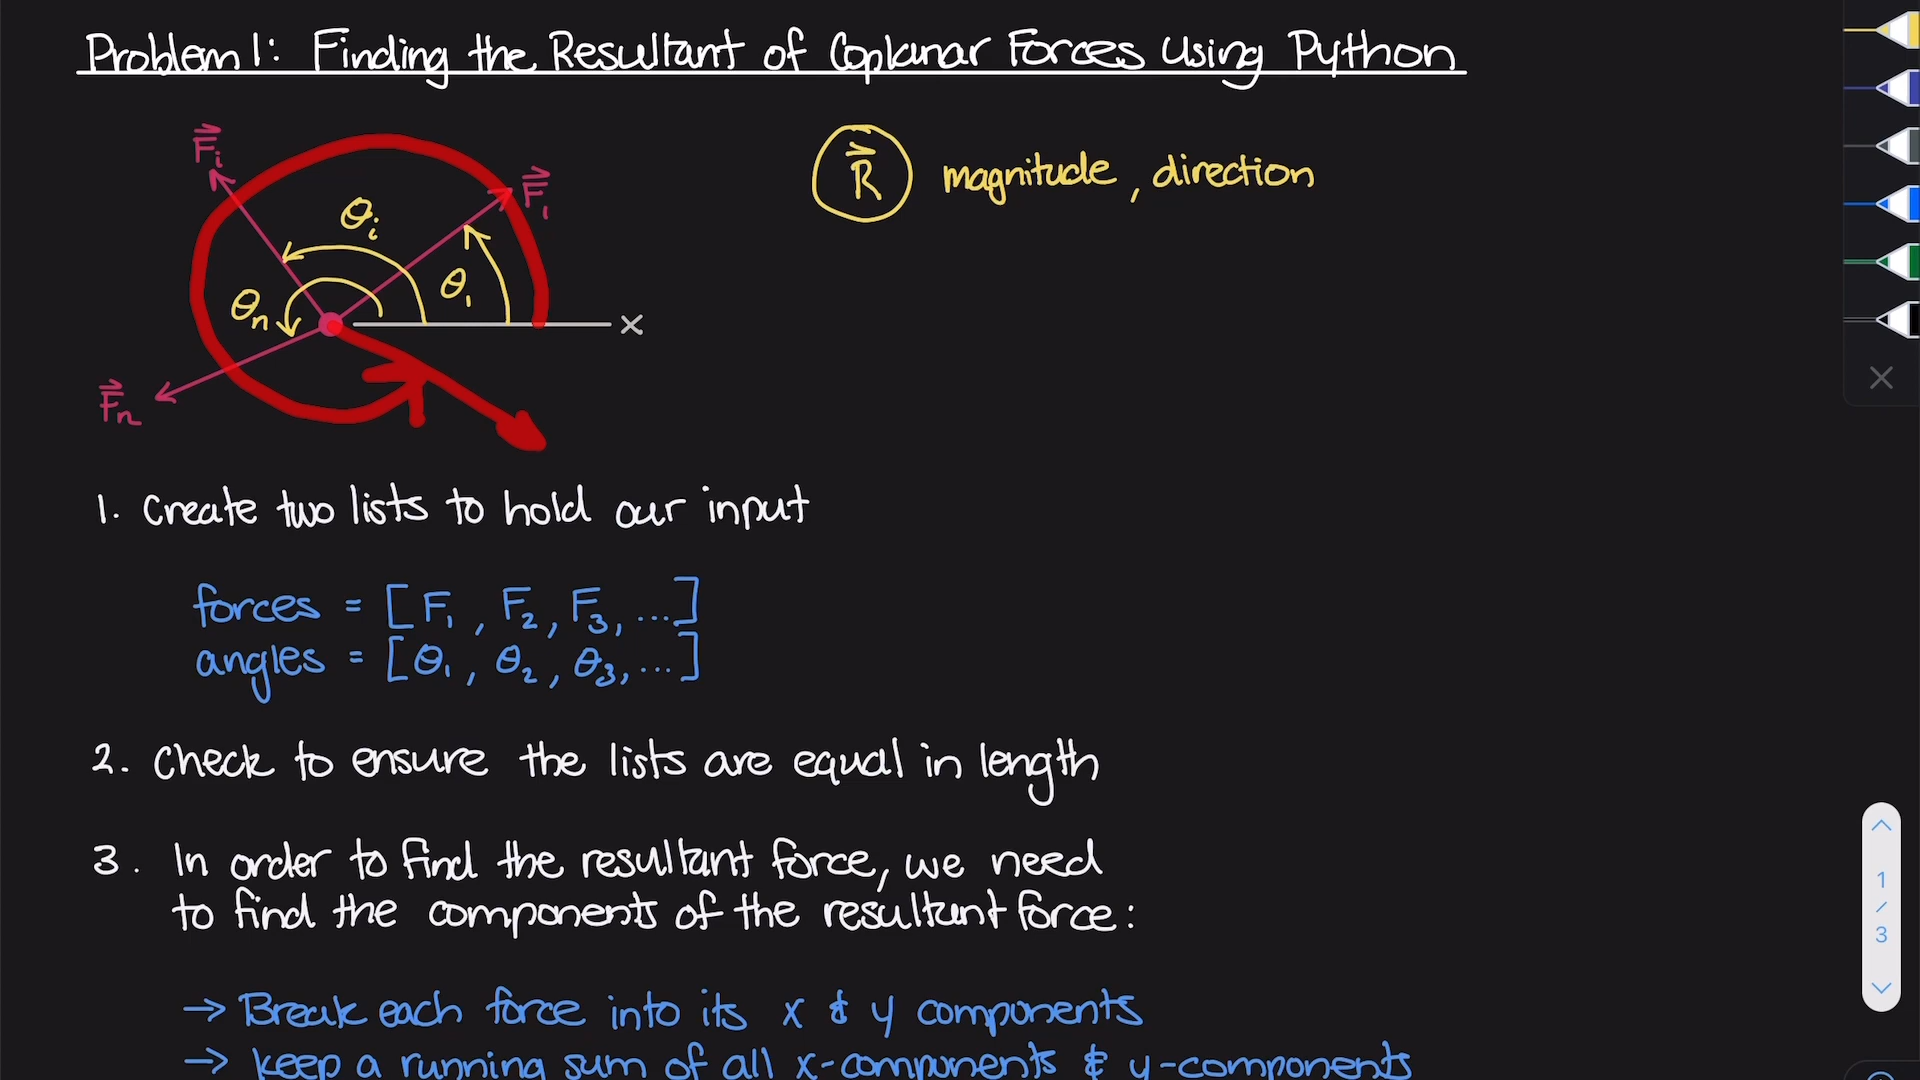 Problem 1: Finding the Resultant of Coplanar Forces Using Python
F⃗ᵢ
F⃗₁
R⃗ magnitude, direction
θᵢ
θ₁
θₙ
x
F⃗ₙ
1. Create two lists to hold our input
forces = [F₁, F₂, F₃, ...]
angles = [θ₁, θ₂, θ₃, ...]
2. Check to ensure the lists are equal in length
3. In order to find the resultant force, we need
to find the components of the resultant force:
→ Break each force into its x & y components
→ keep a running sum of all x-components & y-components
1
/
3